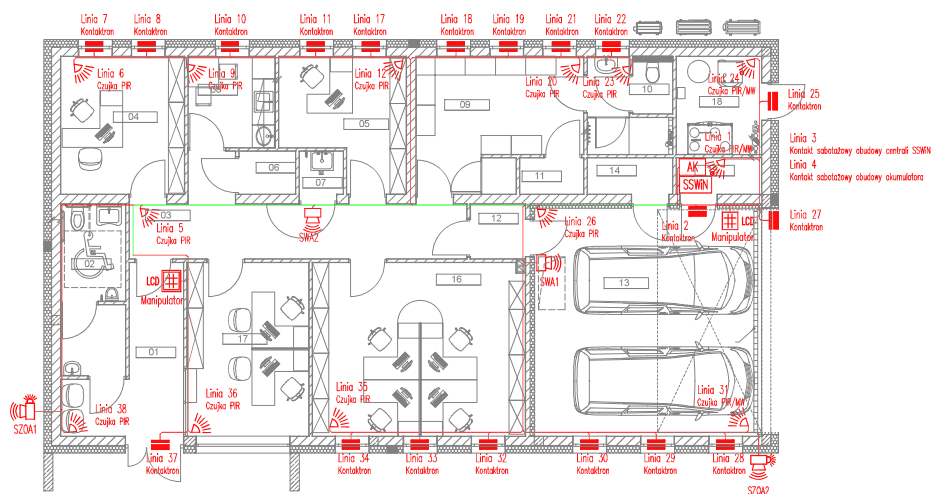 Linia 7
Kontaktron
Linia 8
Kontaktron
Linia 10
Kontaktron
Linia 11
Kontaktron
Linia 17
Kontaktron
Linia 18
Kontaktron
Linia 19
Kontaktron
Linia 21
Kontaktron
Linia 22
Kontaktron
Linia 6
Czujka PIR
Linia 9
Czujka PIR
Linia 12
Czujka PIR
Linia 20
Czujka PIR
Linia 23
Czujka PIR
Linia 24
Czujka PIR/MW
Linia 25
Kontaktron
03
04
05
09
10
18
Linia 1
Czujka PIR/MW
Linia 3
Kontakt sabotażowy obudowy centrali SSWiN
Linia 4
Kontakt sabotażowy obudowy akumulatora
06
07
11
14
AK
SSWiN
03
Linia 5
Czujka PIR
SWA2
12
Linia 26
Czujka PIR
Linia 2
Kontaktron
LCD
Manipulator
Linia 27
Kontaktron
02
LCD
Manipulator
16
SWA1
13
01
17
Linia 38
Czujka PIR
Linia 36
Czujka PIR
Linia 35
Czujka PIR
Linia 31
Czujka PIR/MW
SZOA1
Linia 37
Kontaktron
Linia 34
Kontaktron
Linia 33
Kontaktron
Linia 32
Kontaktron
Linia 30
Kontaktron
Linia 29
Kontaktron
Linia 28
Kontaktron
SZOA2